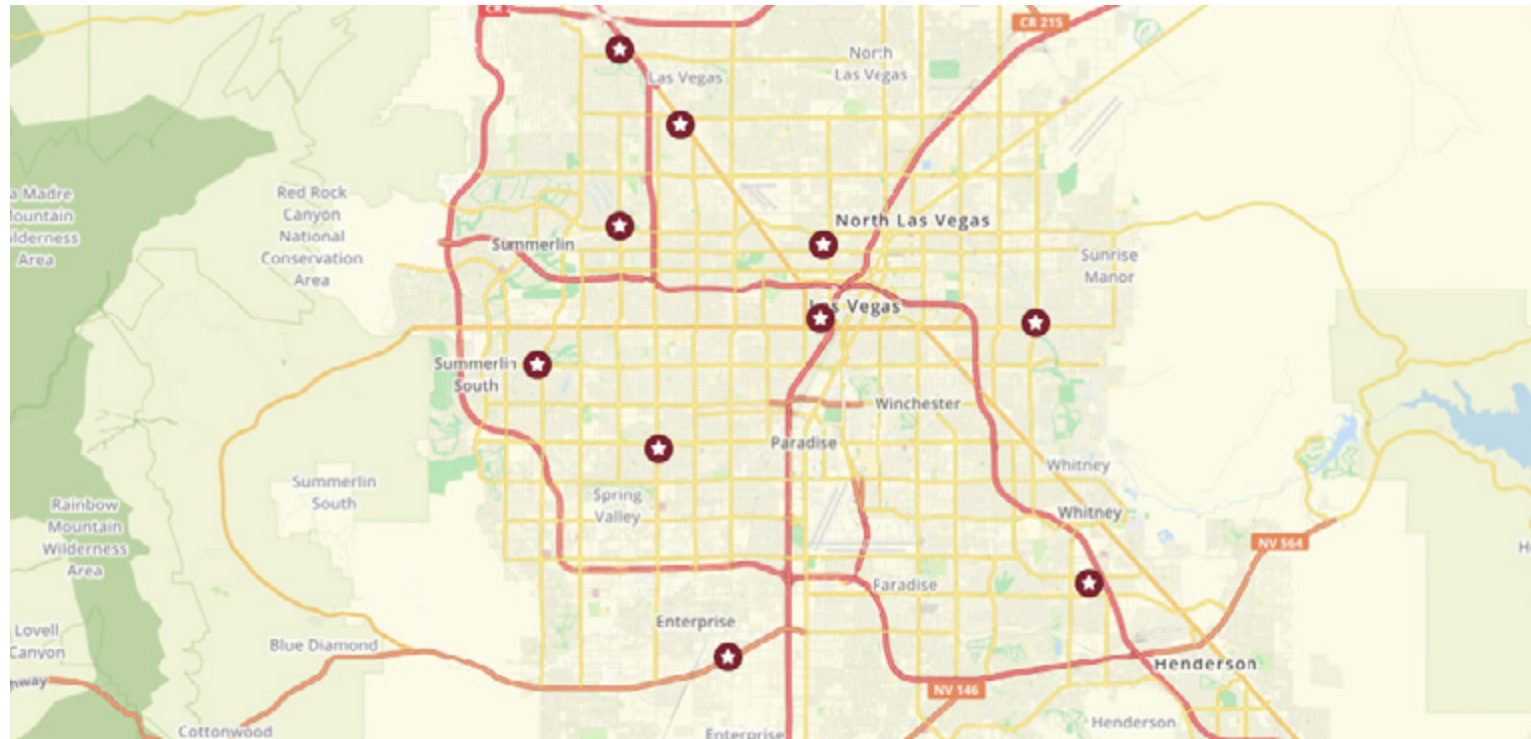 CR 215
North
Las Vegas
Las Vegas
a Madre
Mountain
Wilderness
Area
Red Rock
Canyon
National
Conservation
Area
North Las Vegas
Summerlin
Sunrise
Manor
Las Vegas
Summerlin
South
Winchester
Paradise
Whitney
Summerlin
South
Spring
Valley
Rainbow
Mountain
Wilderness
Area
Whitney
NV 564
Paradise
Enterprise
Lovell
Canyon
Blue Diamond
Henderson
hway
NV 146
Cottonwood
Enterprise
Henderson